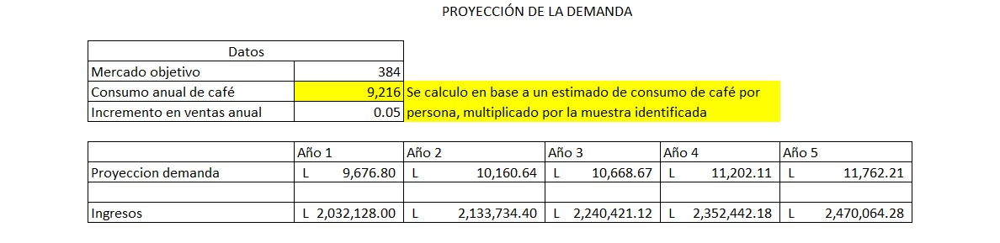 PROYECCIÓN DE LA DEMANDA
Datos
Mercado objetivo 384
Consumo anual de café 9,216 Se calculo en base a un estimado de consumo de café por
Incremento en ventas anual 0.05 persona, multiplicado por la muestra identificada
Año 1 Año 2 Año 3 Año 4 Año 5
Proyeccion demanda L 9,676.80 L 10,160.64 L 10,668.67 L 11,202.11 L 11,762.21
Ingresos L 2,032,128.00 L 2,133,734.40 L 2,240,421.12 L 2,352,442.18 L 2,470,064.28